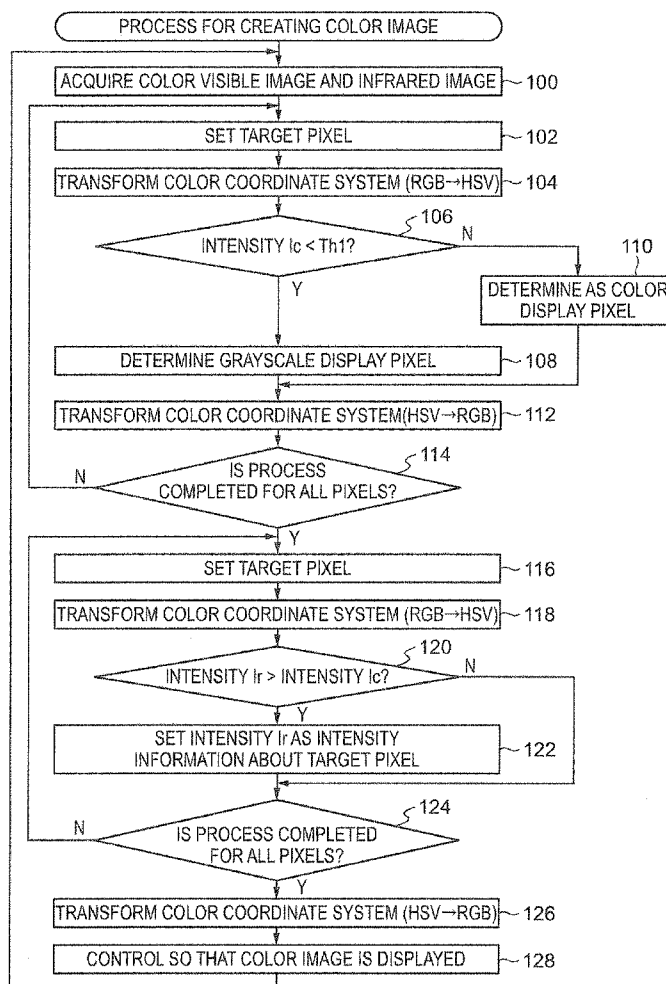 PROCESS FOR CREATING COLOR IMAGE
ACQUIRE COLOR VISIBLE IMAGE AND INFRARED IMAGE
100
SET TARGET PIXEL
102
TRANSFORM COLOR COORDINATE SYSTEM (RGB→HSV)
104
106
INTENSITY Ic < Th1?
N
Y
110
DETERMINE AS COLOR
DISPLAY PIXEL
DETERMINE GRAYSCALE DISPLAY PIXEL
108
TRANSFORM COLOR COORDINATE SYSTEM(HSV→RGB)
112
114
N
IS PROCESS
COMPLETED FOR ALL PIXELS?
Y
SET TARGET PIXEL
116
TRANSFORM COLOR COORDINATE SYSTEM (RGB→HSV)
118
120
INTENSITY Ir > INTENSITY Ic?
N
Y
SET INTENSITY Ir AS INTENSITY
INFORMATION ABOUT TARGET PIXEL
122
124
N
IS PROCESS COMPLETED
FOR ALL PIXELS?
Y
TRANSFORM COLOR COORDINATE SYSTEM (HSV→RGB)
126
CONTROL SO THAT COLOR IMAGE IS DISPLAYED
128